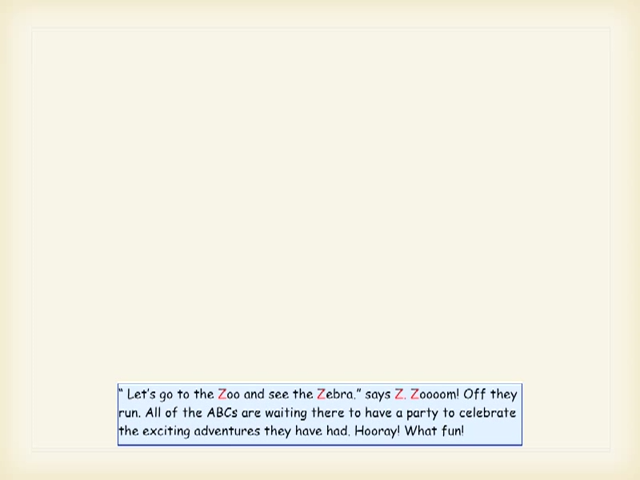 “ Let's go to the Zoo and see the Zebra.” says Z. Zoooom! Off they
run. All of the ABCs are waiting there to have a party to celebrate
the exciting adventures they have had. Hooray! What fun!